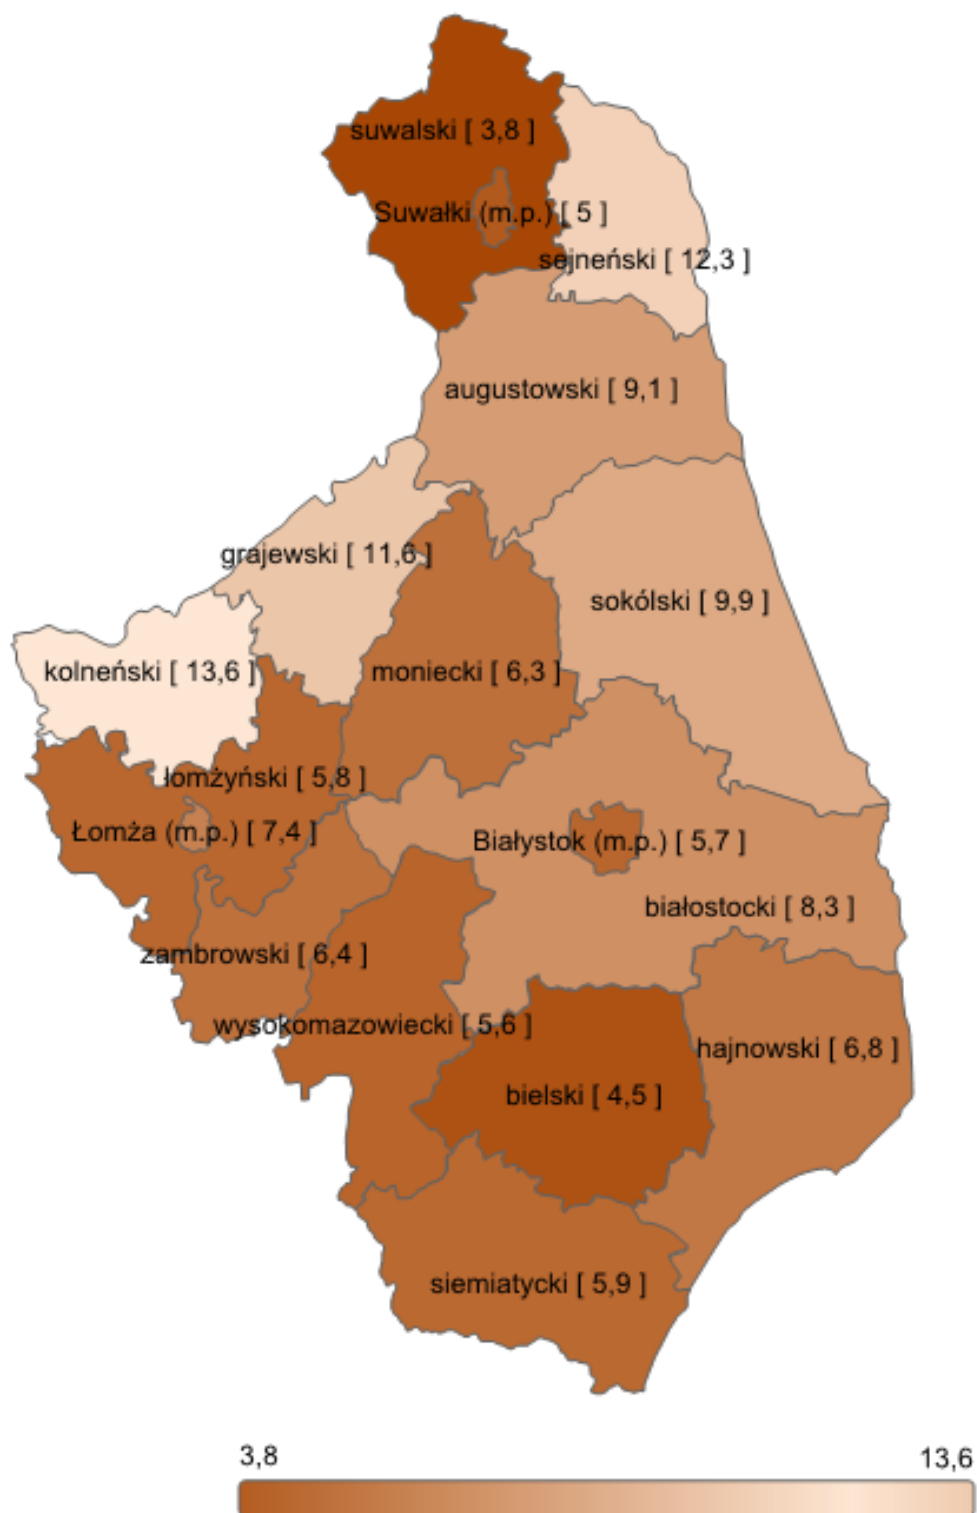 suwalski [ 3,8 ]
Suwałki (m.p.) [ 5 ]
sejneński [ 12,3 ]
augustowski [ 9,1 ]
grajewski [ 11,6 ]
sokólski [ 9,9 ]
kolneński [ 13,6 ]
moniecki [ 6,3 ]
łomżyński [ 5,8 ]
Łomża (m.p.) [ 7,4 ]
Białystok (m.p.) [ 5,7 ]
białostocki [ 8,3 ]
zambrowski [ 6,4 ]
wysokomazowiecki [ 5,6 ]
hajnowski [ 6,8 ]
bielski [ 4,5 ]
siemiatycki [ 5,9 ]
3,8
13,6